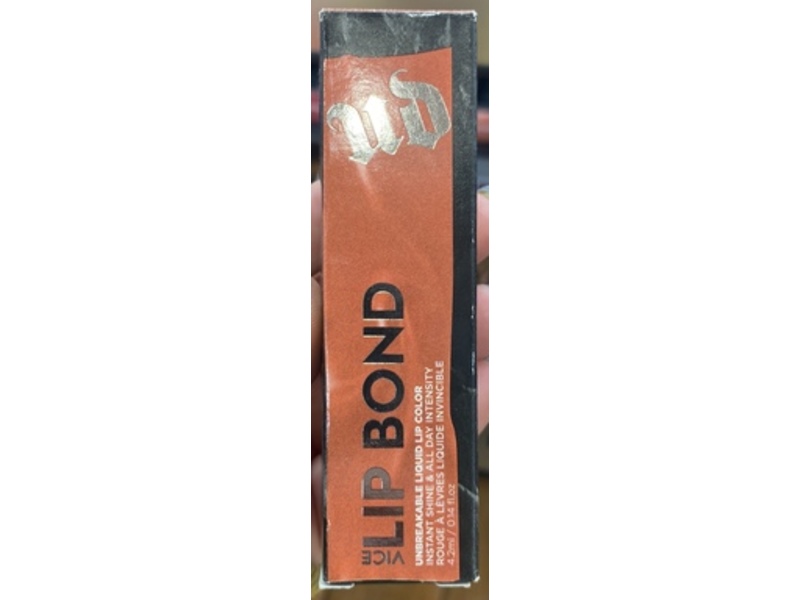 UD
VICE
LIP BOND
UNBREAKABLE LIQUID LIP COLOR
INSTANT SHINE & ALL DAY INTENSITY
ROUGE À LÈVRES LIQUIDE INVINCIBLE
4.2ml / 0.14 fl.oz